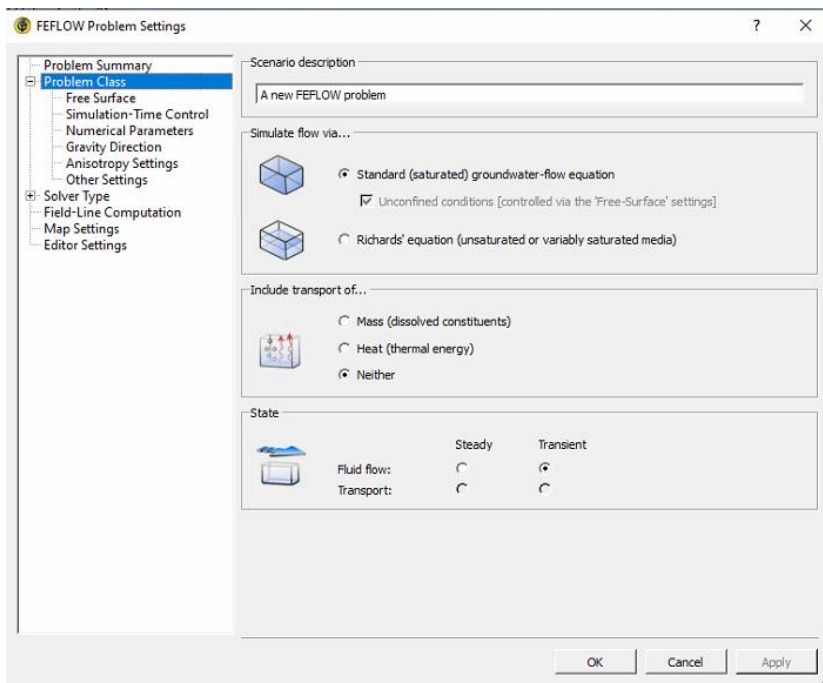 FEFLOW Problem Settings
?
Problem Summary
Problem Class
Free Surface
Simulation-Time Control
Numerical Parameters
Gravity Direction
Anisotropy Settings
Other Settings
Solver Type
Field-Line Computation
Map Settings
Editor Settings
Scenario description
A new FEFLOW problem
Simulate flow via...
Standard (saturated) groundwater-flow equation
Unconfined conditions [controlled via the 'Free-Surface' settings]
Richards' equation (unsaturated or variably saturated media)
Include transport of...
Mass (dissolved constituents)
Heat (thermal energy)
Neither
State
Steady Transient
Fluid flow:
Transport:
OK Cancel Apply